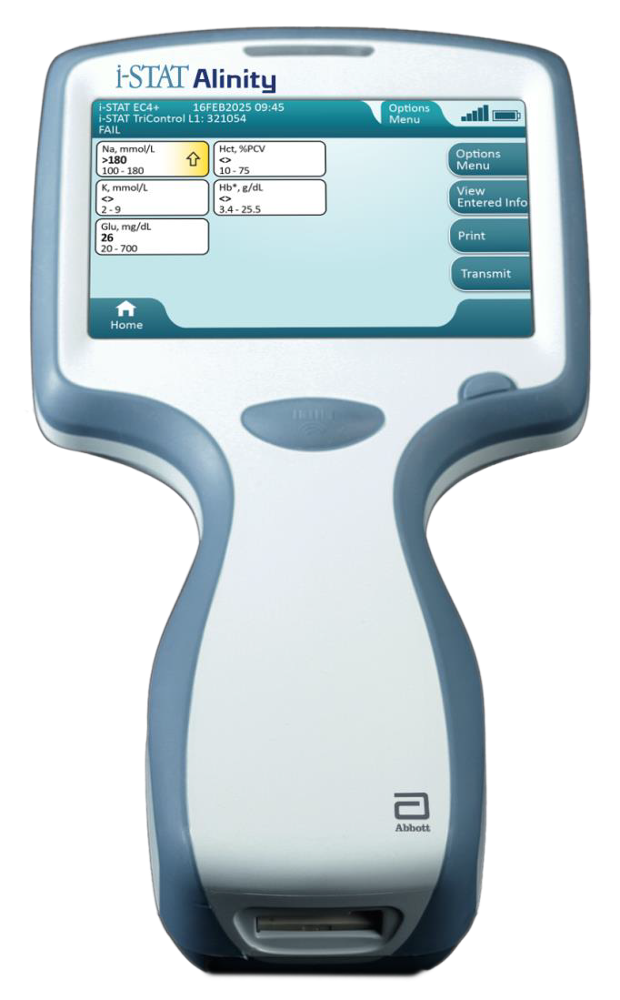 i-STAT Alinity
i-STAT EC4+ 16FEB2025 09:45
i-STAT TriControl L1: 321054
FAIL
Options
Menu
Na, mmol/L
>180
100 - 180
Hct, %PCV
<>
10 - 75
K, mmol/L
<>
2 - 9
Hb*, g/dL
<>
3.4 - 25.5
Glu, mg/dL
26
20 - 700
Options
Menu
View
Entered Info
Print
Transmit
Home
Abbott